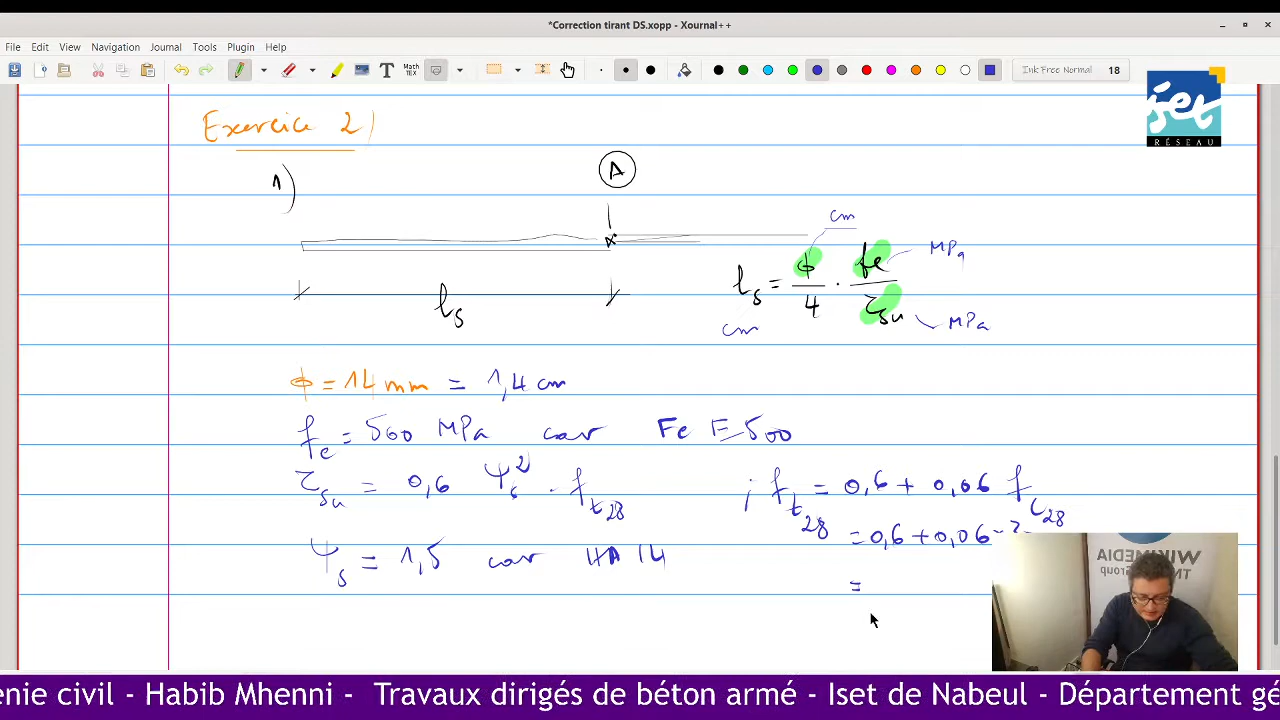 *Correction tirant DS.xopp - Xournal++
File Edit View Navigation Journal Tools Plugin Help
Math TEX
Ink Free Normal 18
iset
RÉSEAU
Exercice 2)
1)
A
cm
ls = ϕ/4 · fe/τsu
MPa
ls
cm
MPa
ϕ = 14 mm = 1,4 cm
fe = 500 MPa car Fe E500
τsu = 0,6 ψs² · ft28 ; ft28 = 0,6 + 0,06 fc28
= 0,6 + 0,06
ψs = 1,5 car HA 14
=
WIKIMEDIA
TN Group
énie civil - Habib Mhenni - Travaux dirigés de béton armé - Iset de Nabeul - Département gé